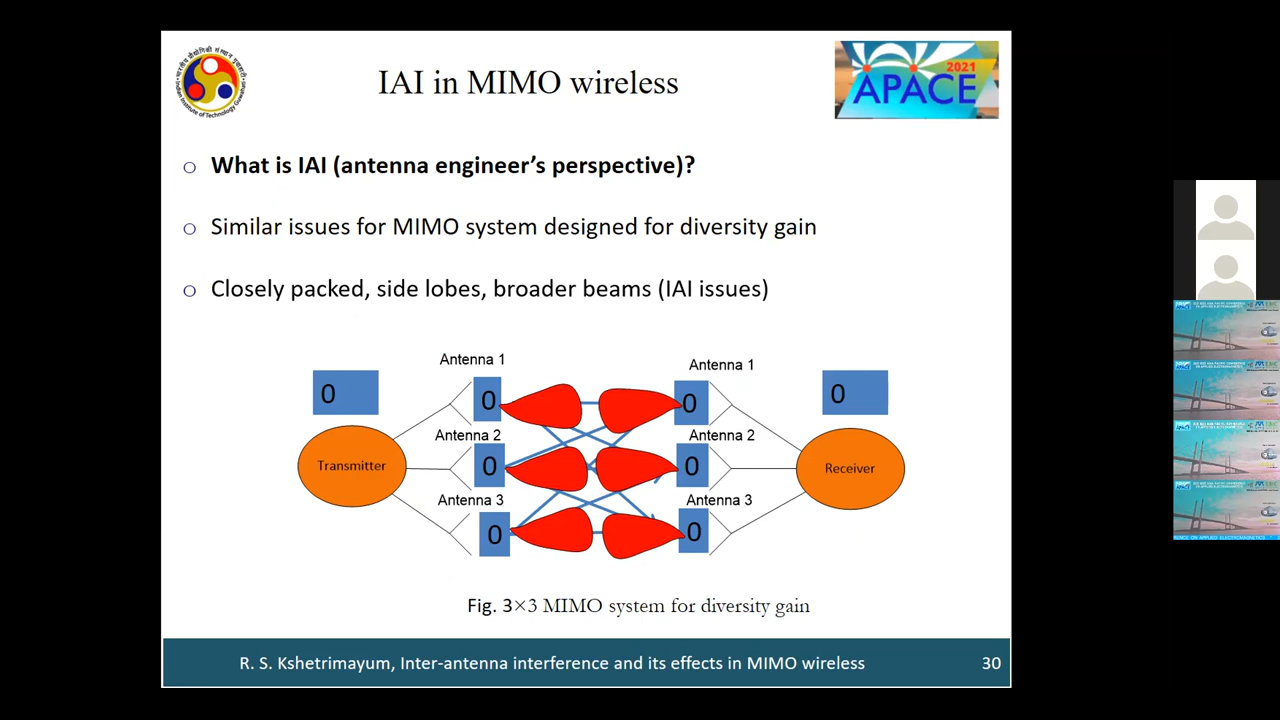 IAI in MIMO wireless
2021
APACE
What is IAI (antenna engineer's perspective)?
Similar issues for MIMO system designed for diversity gain
Closely packed, side lobes, broader beams (IAI issues)
Antenna 1
Antenna 1
0
0
0
0
Antenna 2
Antenna 2
Transmitter
0
0
Receiver
Antenna 3
Antenna 3
0
0
Fig. 3×3 MIMO system for diversity gain
R. S. Kshetrimayum, Inter-antenna interference and its effects in MIMO wireless
30